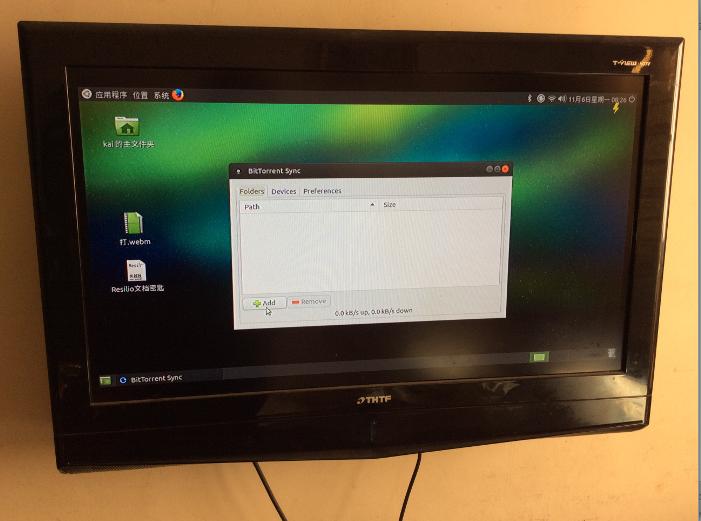 T-VIEW HDTV
应用程序 位置 系统
11月6日星期一 08:26
kai 的主文件夹
打.webm
Resilio文档密匙
BitTorrent Sync
Folders Devices Preferences
Path Size
Add Remove
0.0 kB/s up, 0.0 kB/s down
BitTorrent Sync
THTF